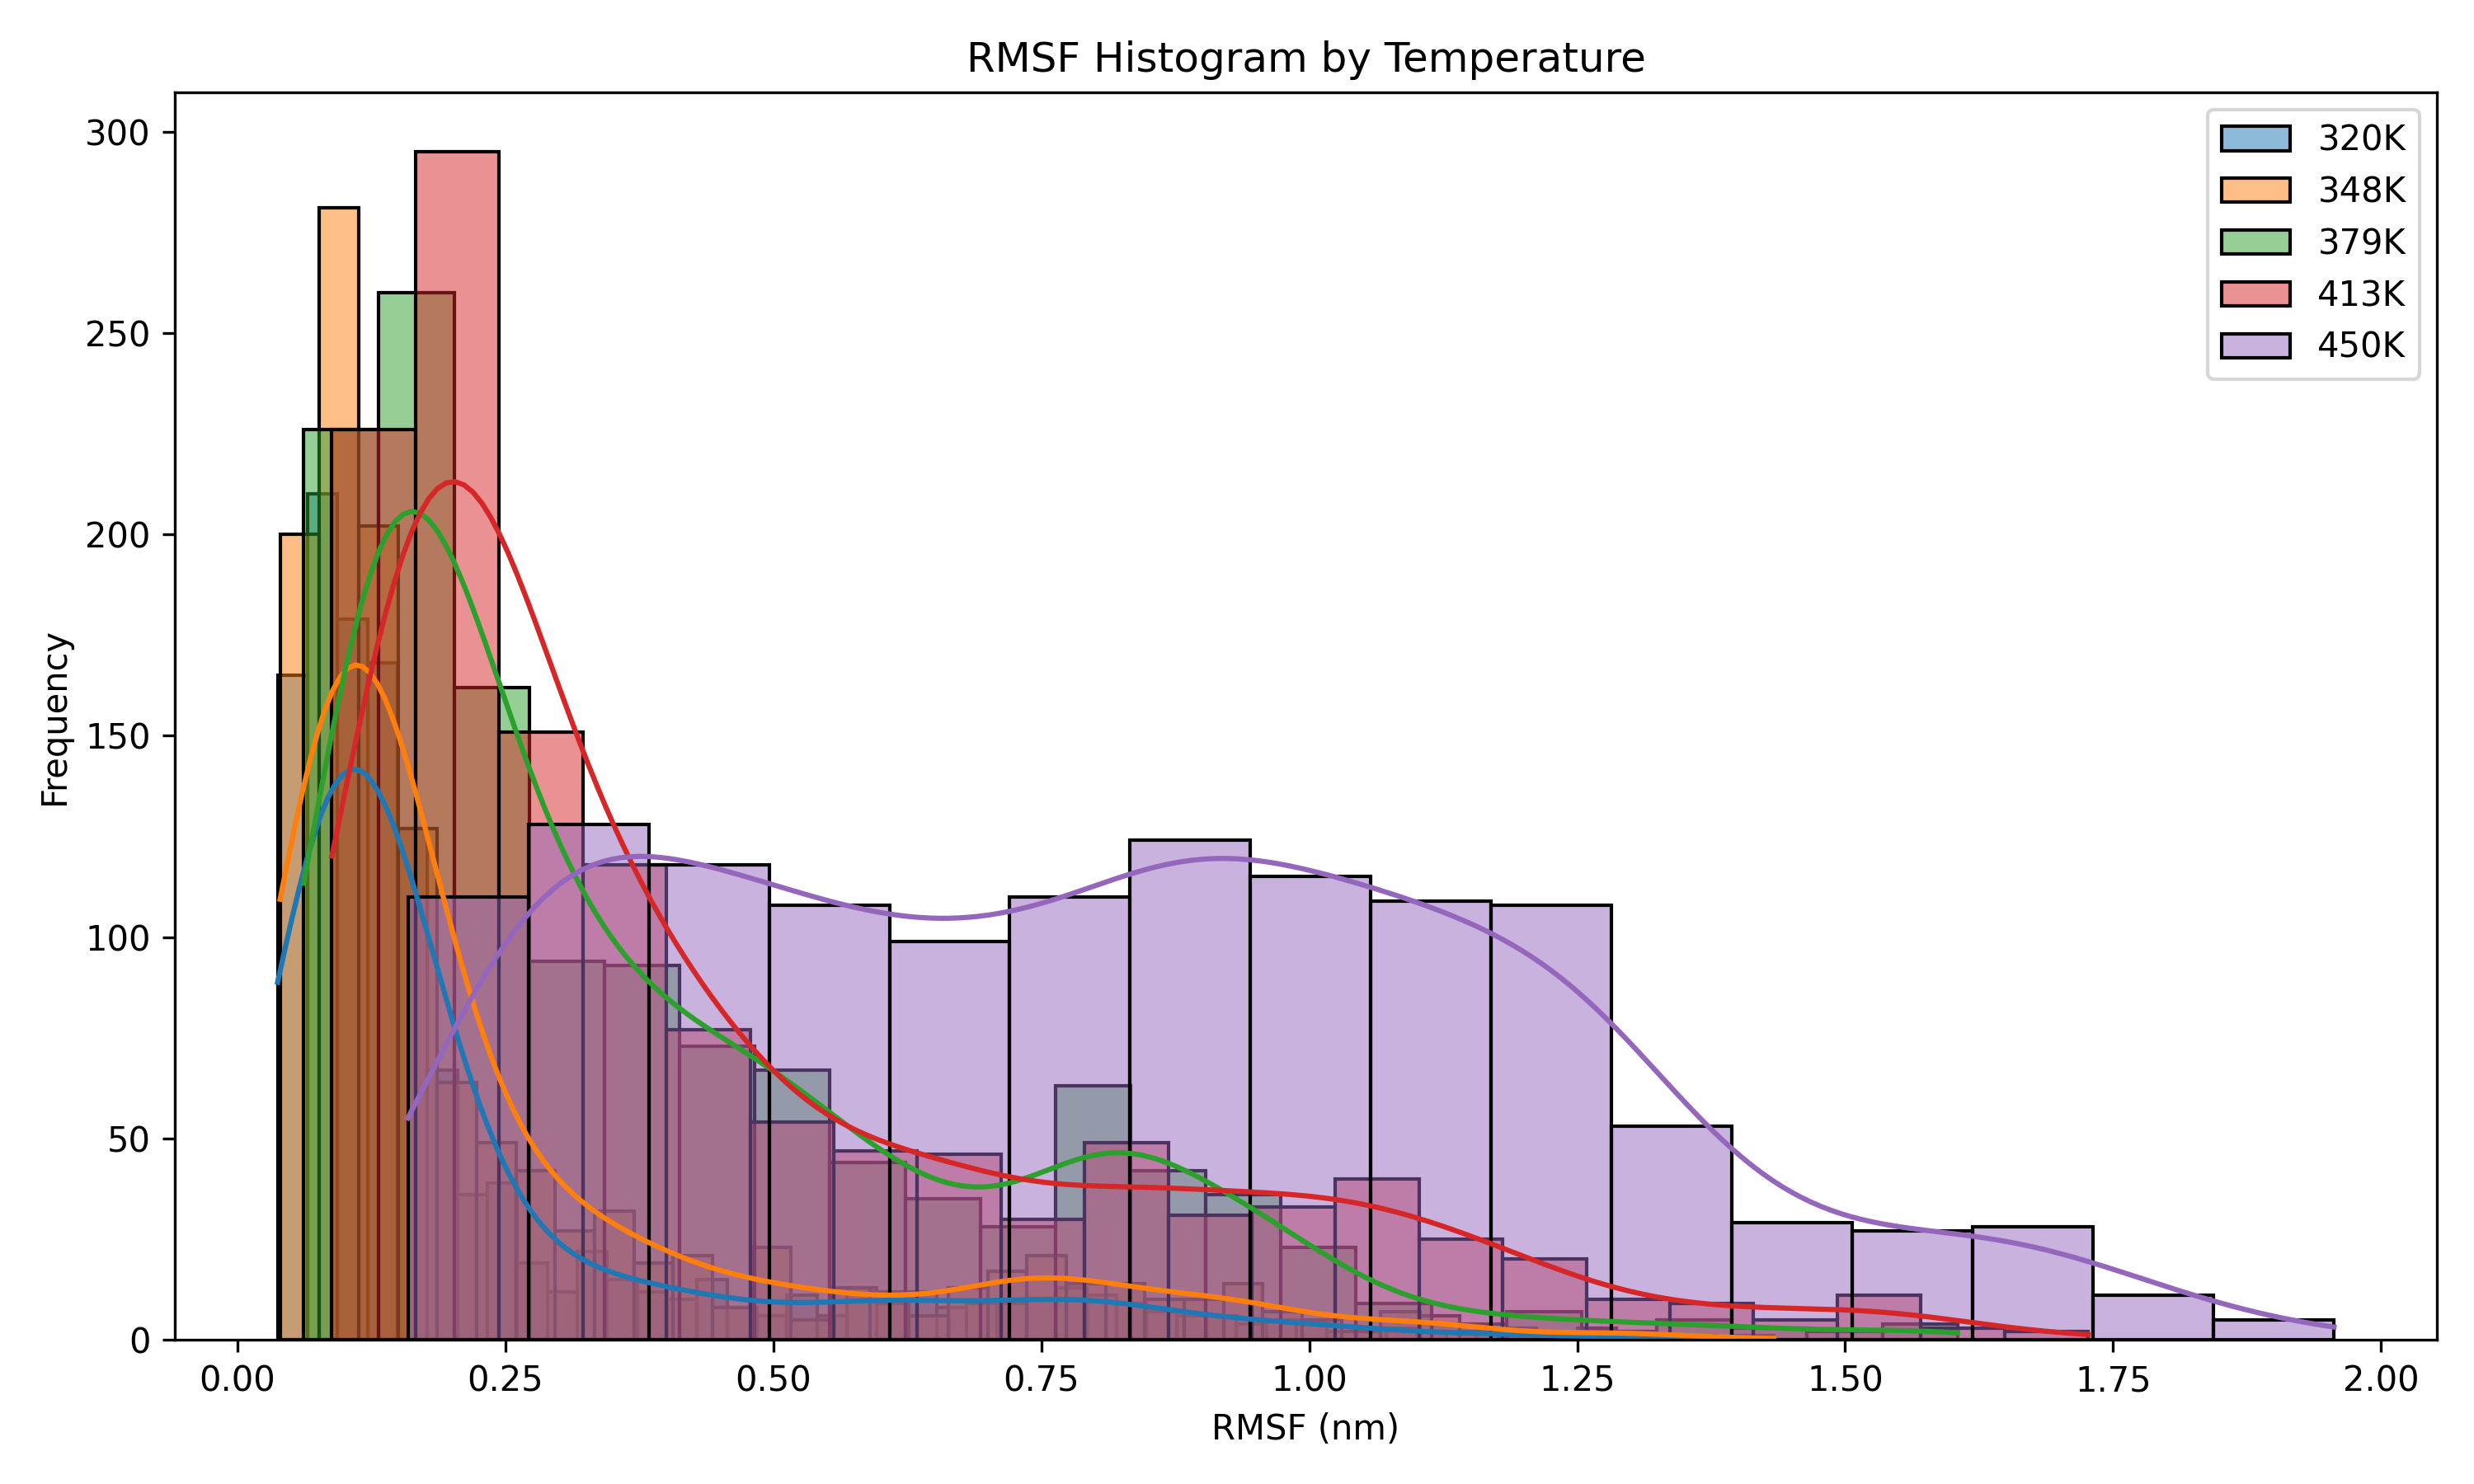 RMSF Histogram by Temperature
320K
348K
379K
413K
450K
Frequency
300
250
200
150
100
50
0
0.00 0.25 0.50 0.75 1.00 1.25 1.50 1.75 2.00
RMSF (nm)